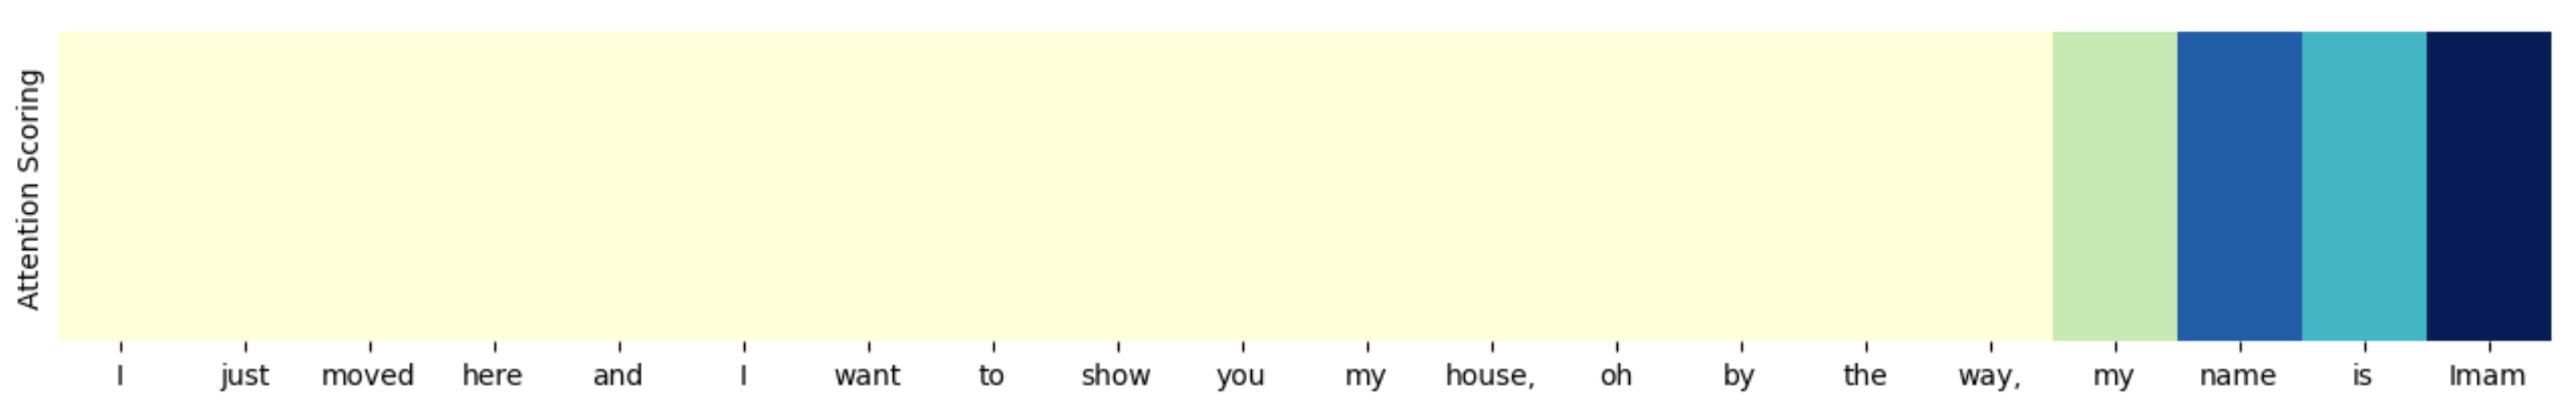 Attention Scoring
I just moved here and I want to show you my house, oh by the way, my name is Imam